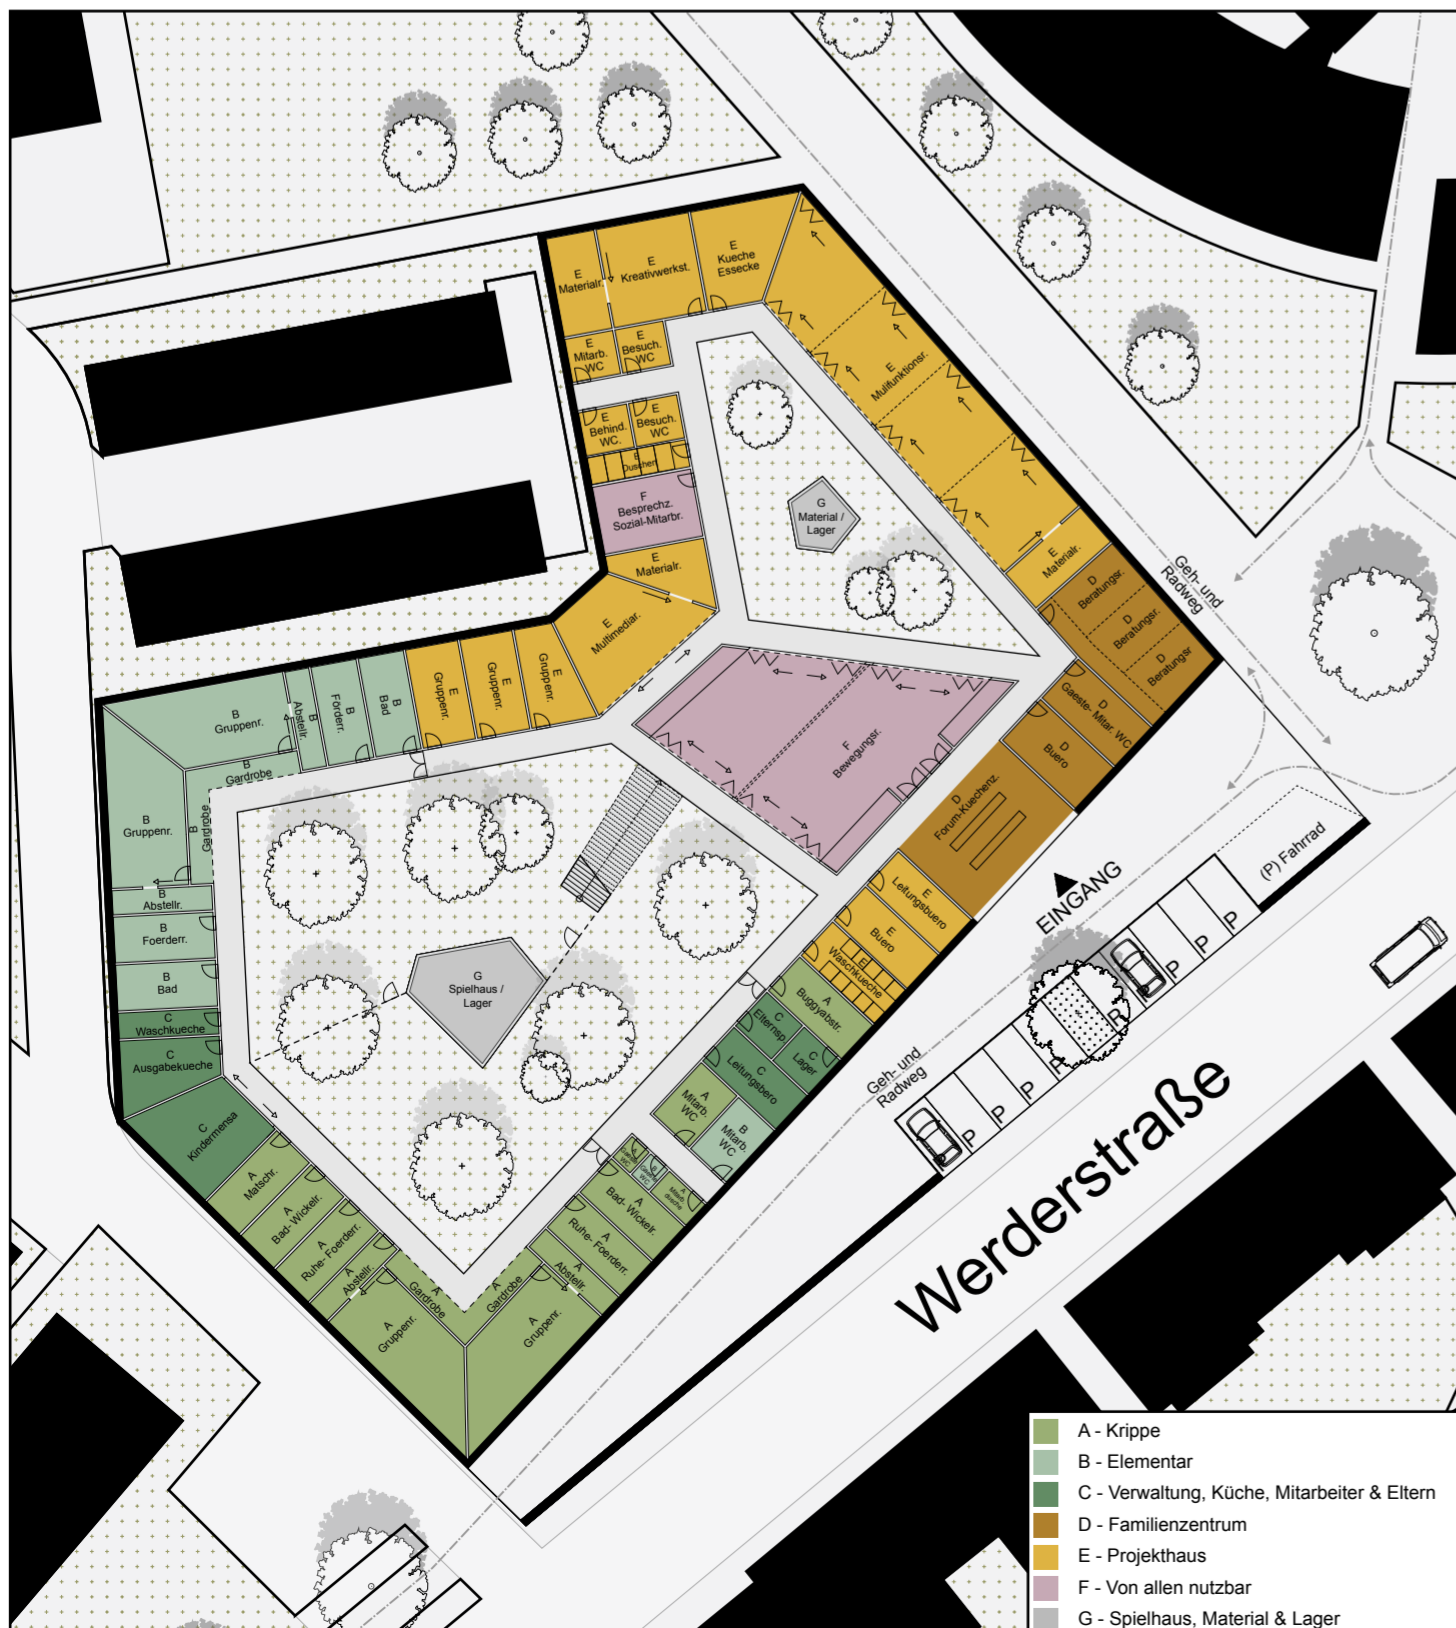 E
Materialr.
E
Kreativwerkst.
E
Kueche
Essecke
E
Mitarb.
WC
E
Besuch.
WC
E
Mulifunktionsr.
E
Behind.
WC.
E
Besuch.
WC
E
Duschen
F
Besprechz.
Sozial-Mitarbr.
E
Materialr.
E
Multimediar.
G
Material /
Lager
E
Materialr.
D
Beratungsr.
D
Beratungsr.
D
Beratungsr
Geh- und
Radweg
D
Gaeste- Mitar. WC
D
Buero
D
Forum-Kuechenz.
F
Bewegungsr.
E
Gruppenr.
E
Gruppenr.
E
Gruppenr.
B
Bad
B
Förderr.
B
Abstellr.
B
Gruppenr.
B
Gardrobe
B
Gardrobe
B
Gruppenr.
B
Abstellr.
B
Foerderr.
B
Bad
C
Waschkueche
C
Ausgabekueche
C
Kindermensa
G
Spielhaus /
Lager
E
Leitungsbuero
E
Buero
E
Waschkueche
A
Buggyabstr.
C
Elternsp
C
Lager
C
Leitungsbero
A
Mitarb.
WC
B
Mitarb.
WC
A
Matschr.
A
Bad- Wickelr.
A
Ruhe- Foerderr.
A
Abstellr.
A
Gardrobe
A
Gruppenr.
A
Gardrobe
A
Gruppenr.
A
Abstellr.
A
Ruhe- Foerderr.
A
Bad- Wickelr.
EINGANG
(P) Fahrrad
P
P
P
R
P
P
P
P
Geh- und
Radweg
Werderstraße
A - Krippe
B - Elementar
C - Verwaltung, Küche, Mitarbeiter & Eltern
D - Familienzentrum
E - Projekthaus
F - Von allen nutzbar
G - Spielhaus, Material & Lager